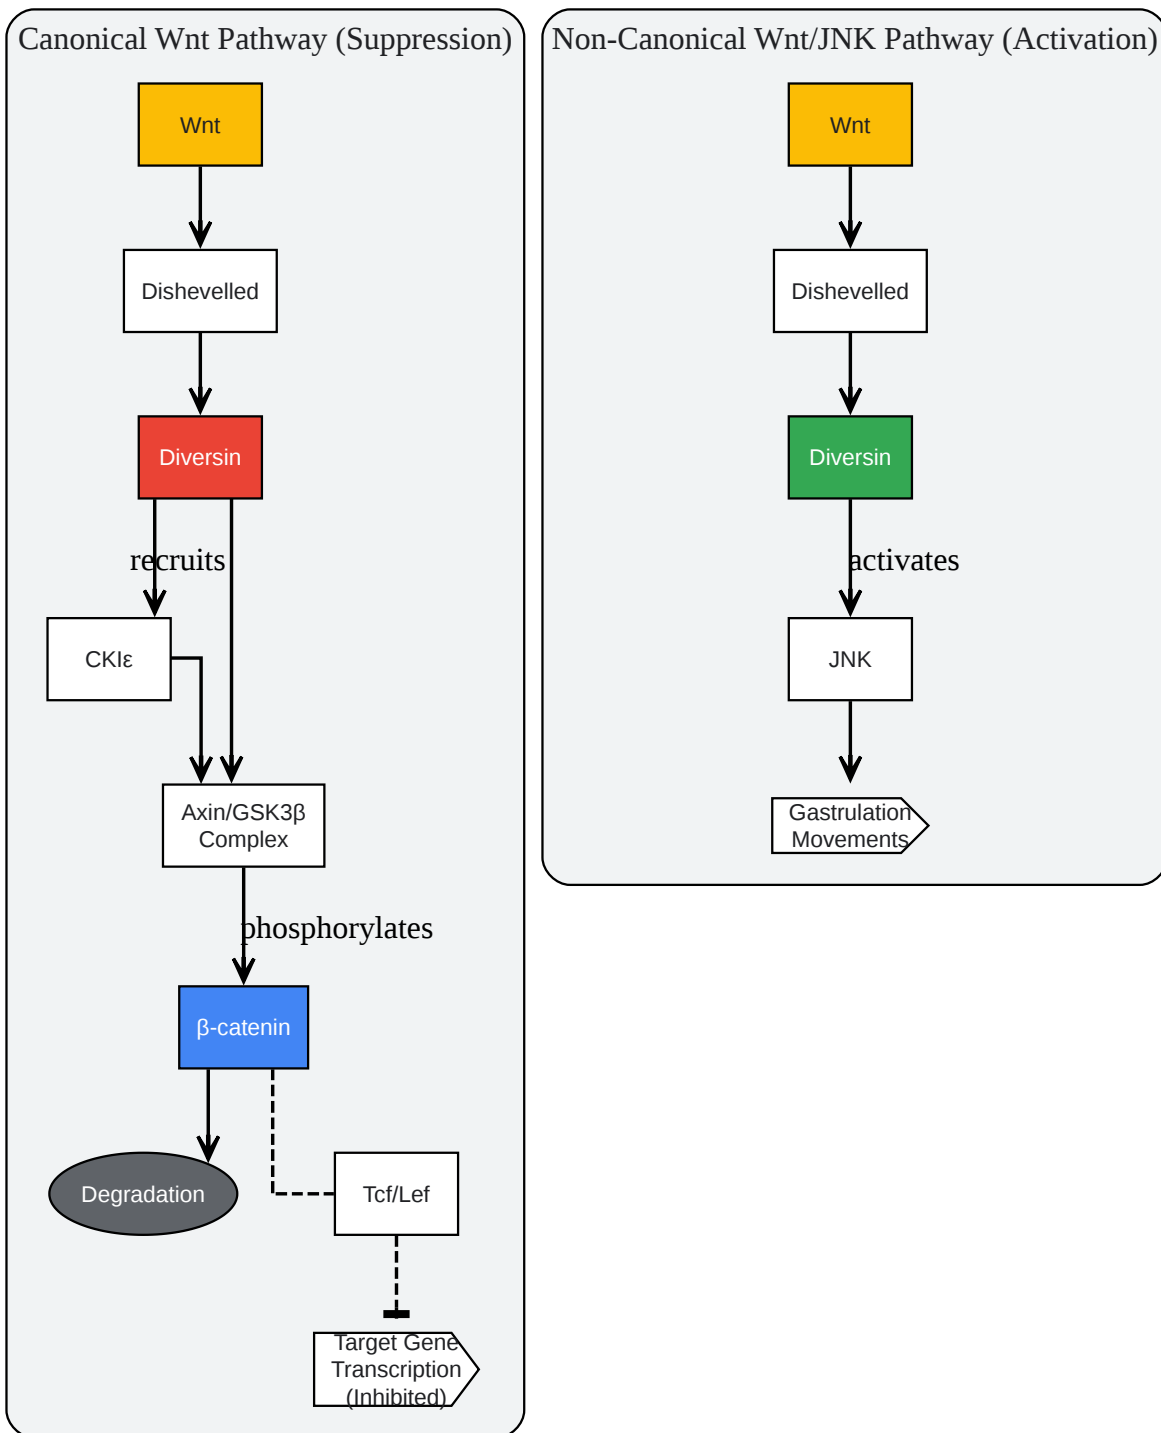 Canonical Wnt Pathway (Suppression)
Wnt
Dishevelled
Diversin
recruits
CKIε
Axin/GSK3β
Complex
phosphorylates
β-catenin
Degradation
Tcf/Lef
Target Gene
Transcription
(Inhibited)
Non-Canonical Wnt/JNK Pathway (Activation)
Wnt
Dishevelled
Diversin
activates
JNK
Gastrulation
Movements